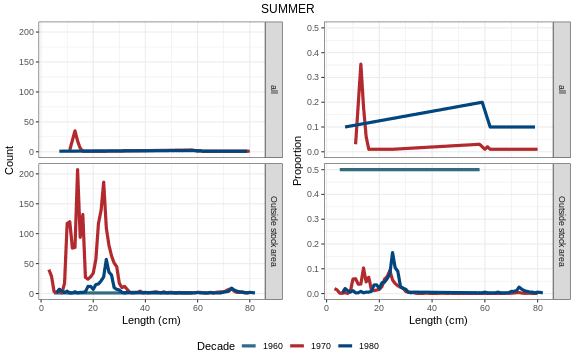 SUMMER
200
150
100
50
0
all
0.5
0.4
0.3
0.2
0.1
0.0
all
Count
Proportion
200
150
100
50
0
Outside stock area
0.5
0.4
0.3
0.2
0.1
0.0
Outside stock area
0 20 40 60 80
0 20 40 60 80
Length (cm)
Length (cm)
Decade 1960 1970 1980